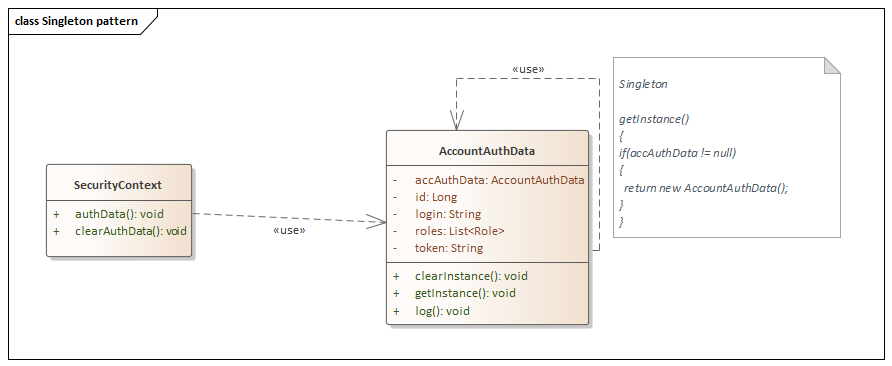 class Singleton pattern
«use»
Singleton
getInstance()
{
if(accAuthData != null)
{
return new AccountAuthData();
}
}
AccountAuthData
- accAuthData: AccountAuthData
- id: Long
- login: String
- roles: List<Role>
- token: String
+ clearInstance(): void
+ getInstance(): void
+ log(): void
SecurityContext
+ authData(): void
+ clearAuthData(): void
«use»